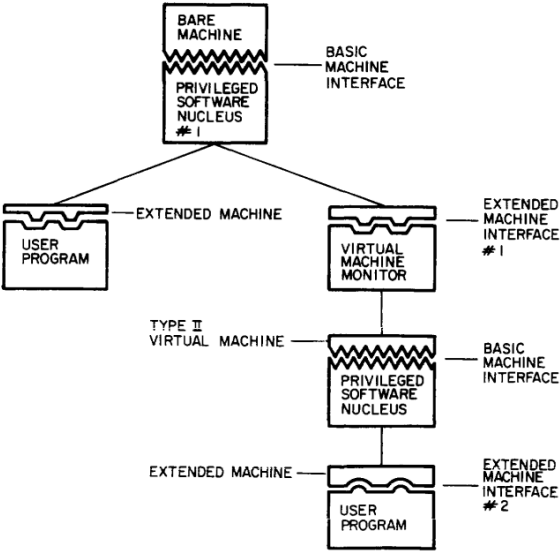 BARE
MACHINE
BASIC
MACHINE
INTERFACE
PRIVILEGED
SOFTWARE
NUCLEUS
# 1
EXTENDED MACHINE
USER
PROGRAM
EXTENDED
MACHINE
INTERFACE
# 1
VIRTUAL
MACHINE
MONITOR
TYPE II
VIRTUAL MACHINE
BASIC
MACHINE
INTERFACE
PRIVILEGED
SOFTWARE
NUCLEUS
EXTENDED MACHINE
EXTENDED
MACHINE
INTERFACE
# 2
USER
PROGRAM